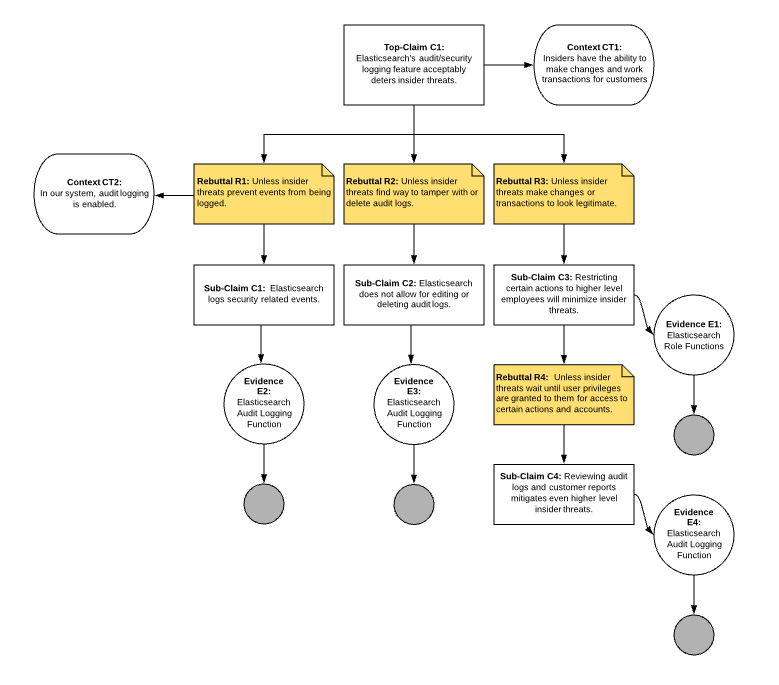 Top-Claim C1:
Elasticsearch's audit/security
logging feature acceptably
deters insider threats.
Context CT1:
Insiders have the ability to
make changes and work
transactions for customers
Context CT2:
In our system, audit logging
is enabled.
Rebuttal R1: Unless insider
threats prevent events from being
logged.
Rebuttal R2: Unless insider
threats find way to tamper with or
delete audit logs.
Rebuttal R3: Unless insider
threats make changes or
transactions to look legitimate.
Sub-Claim C1: Elasticsearch
logs security related events.
Sub-Claim C2: Elasticsearch
does not allow for editing or
deleting audit logs.
Sub-Claim C3: Restricting
certain actions to higher level
employees will minimize insider
threats.
Evidence E1:
Elasticsearch
Role Functions
Evidence
E2:
Elasticsearch
Audit Logging
Function
Evidence
E3:
Elasticsearch
Audit Logging
Function
Rebuttal R4: Unless insider
threats wait until user privileges
are granted to them for access to
certain actions and accounts.
Sub-Claim C4: Reviewing audit
logs and customer reports
mitigates even higher level
insider threats.
Evidence
E4:
Elasticsearch
Audit Logging
Function